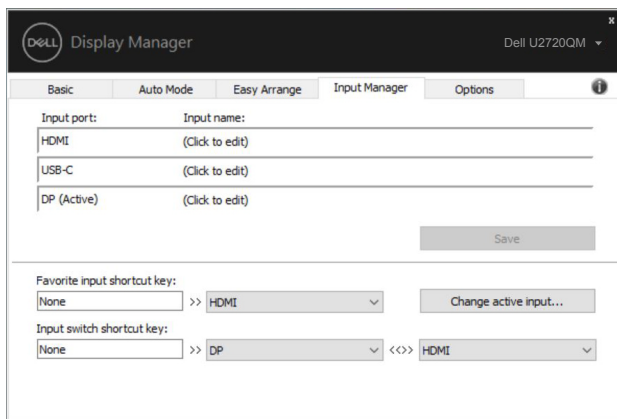 x
DELL Display Manager Dell U2720QM
Basic Auto Mode Easy Arrange Input Manager Options i
Input port: Input name:
HDMI (Click to edit)
USB-C (Click to edit)
DP (Active) (Click to edit)
Save
Favorite input shortcut key:
None >> HDMI Change active input...
Input switch shortcut key:
None >> DP <<>> HDMI